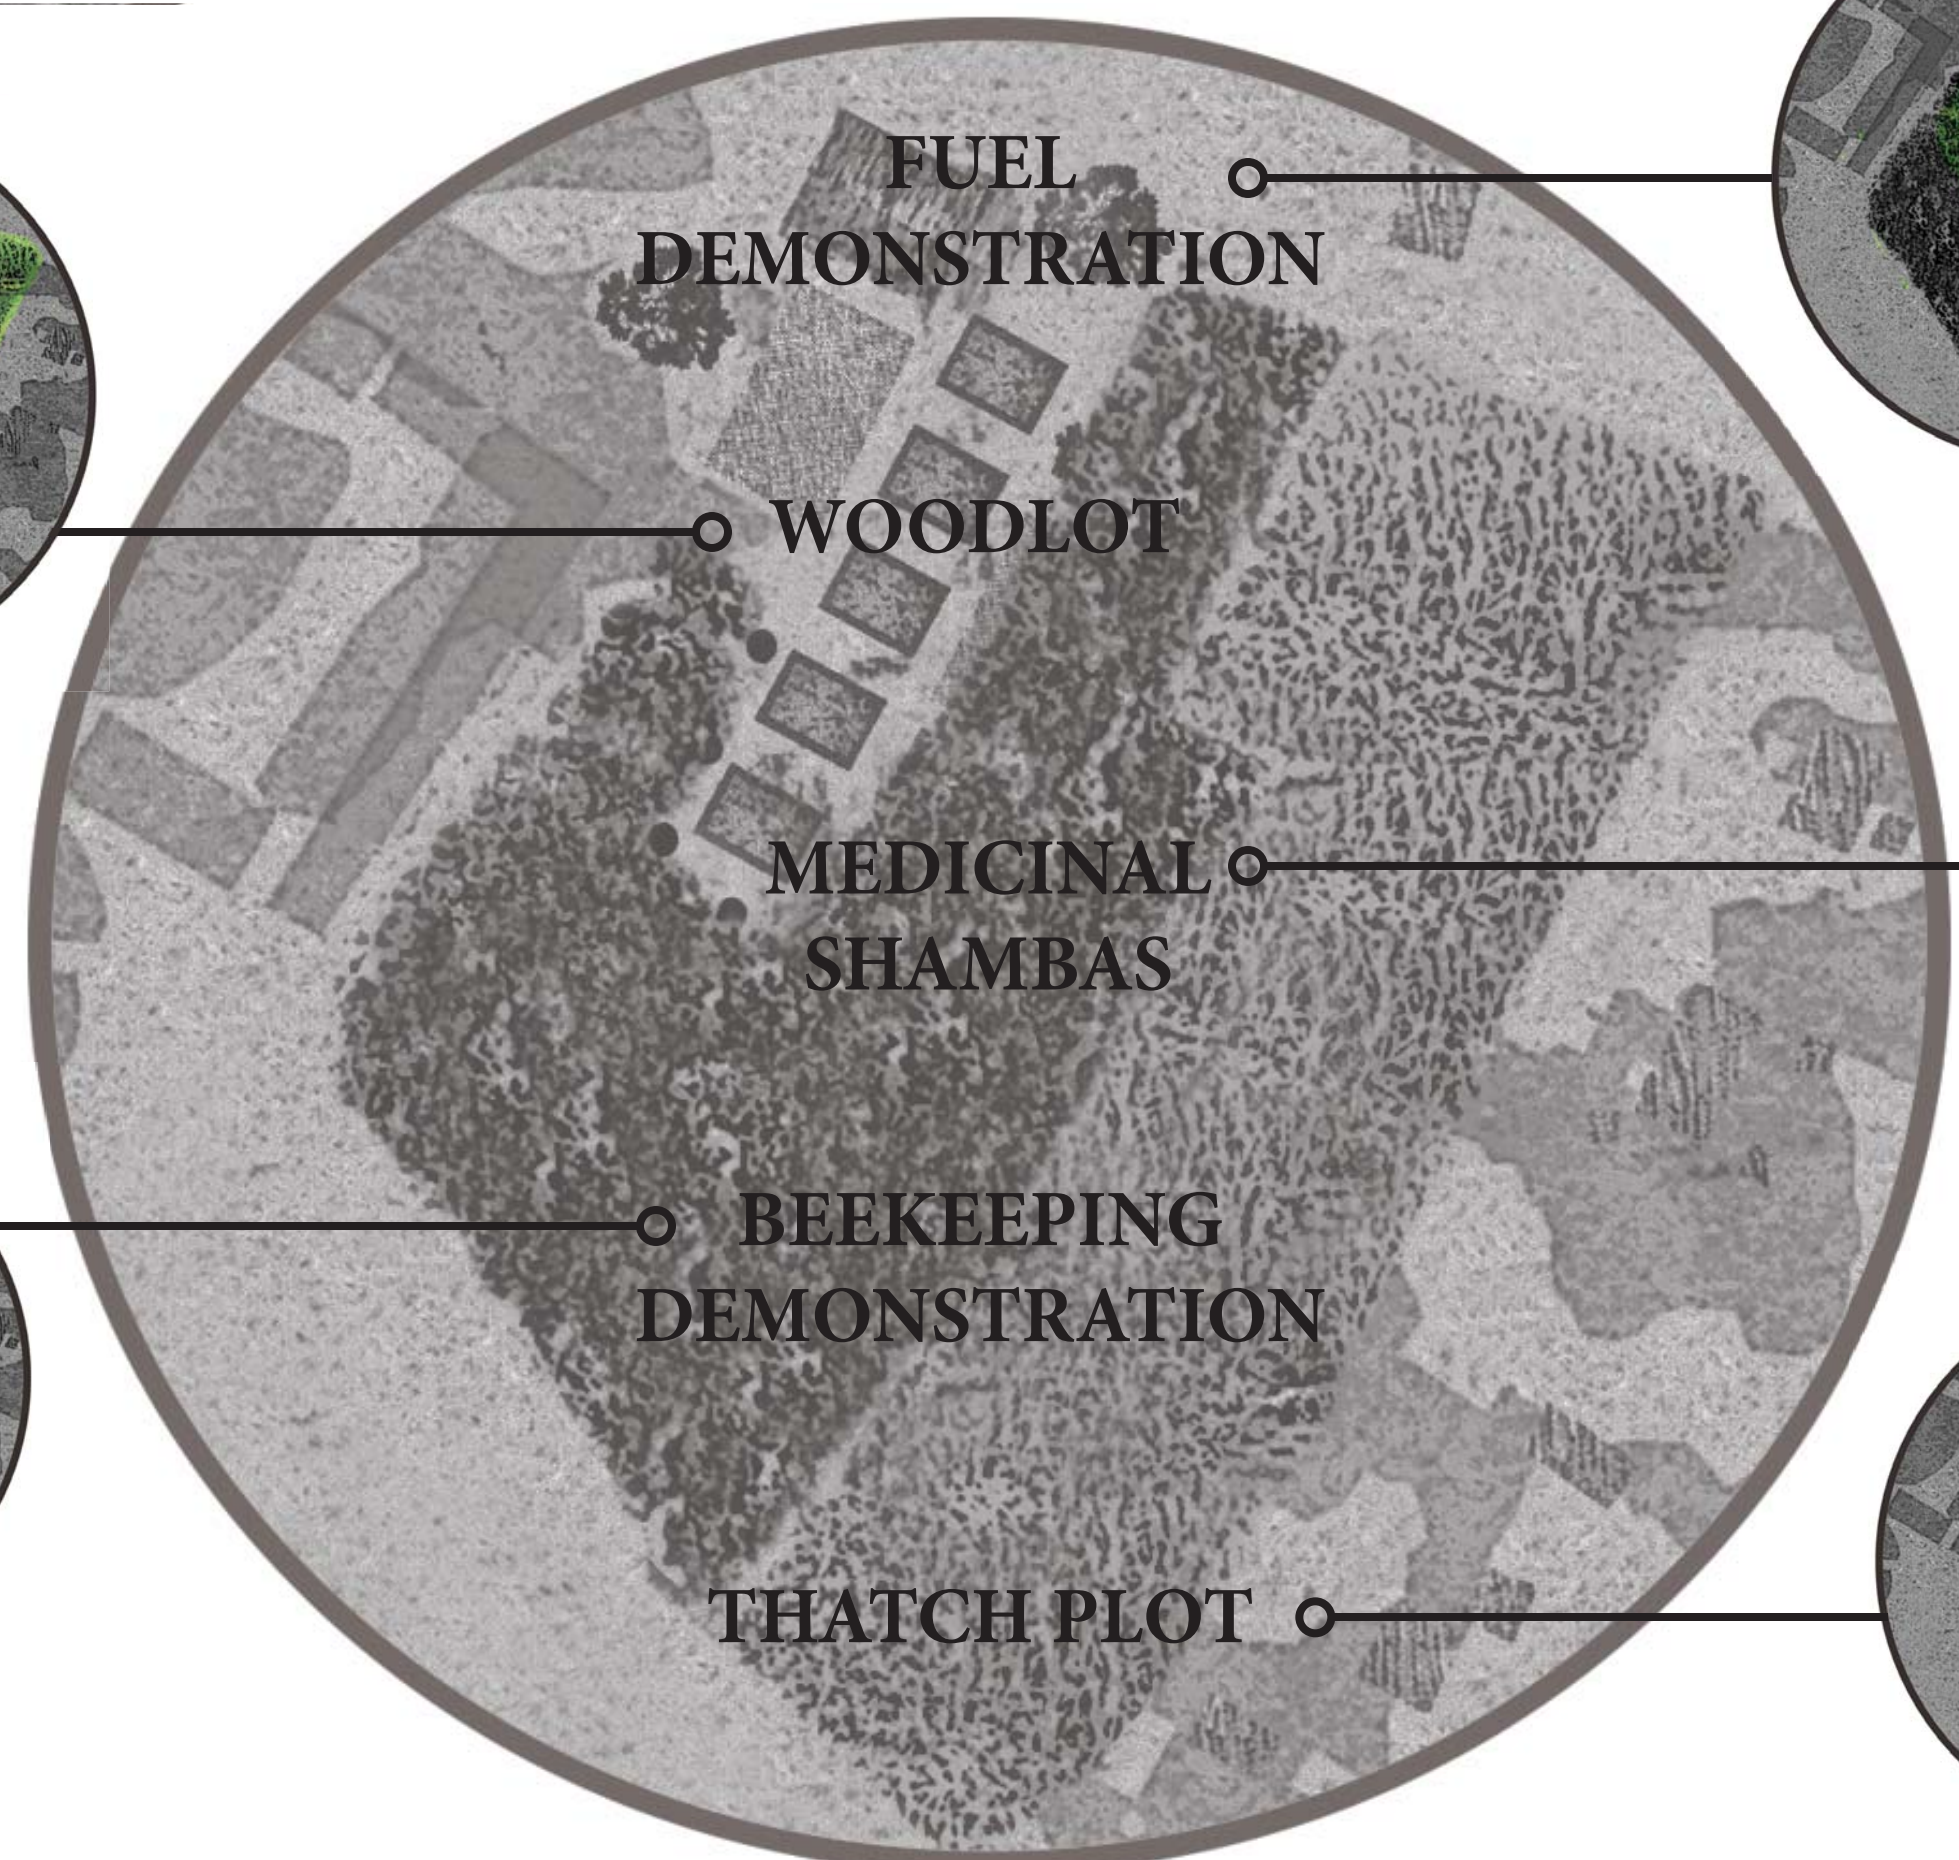 FUEL
DEMONSTRATION
WOODLOT
MEDICINAL
SHAMBAS
BEEKEEPING
DEMONSTRATION
THATCH PLOT